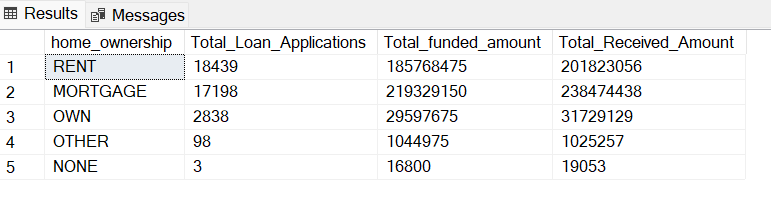 Results Messages
home_ownership Total_Loan_Applications Total_funded_amount Total_Received_Amount
1 RENT 18439 185768475 201823056
2 MORTGAGE 17198 219329150 238474438
3 OWN 2838 29597675 31729129
4 OTHER 98 1044975 1025257
5 NONE 3 16800 19053